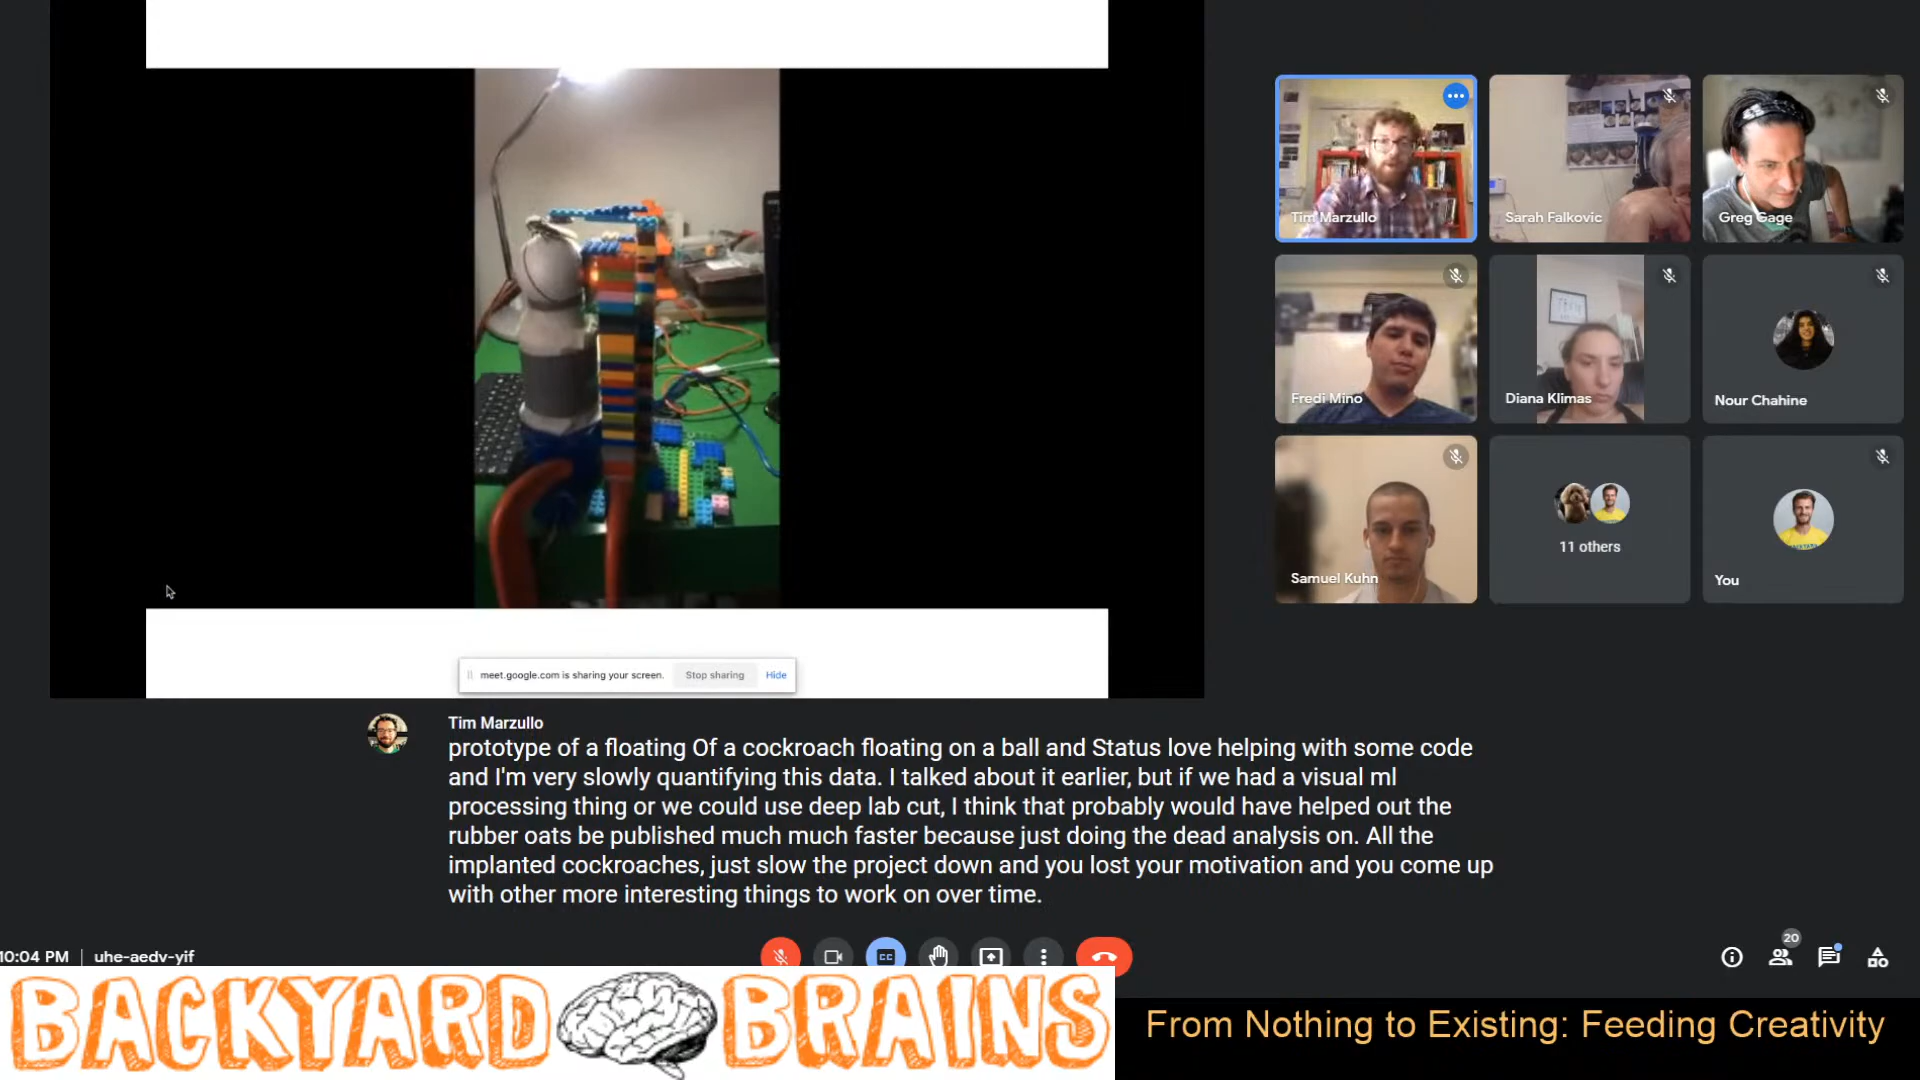 Tim Marzullo
Sarah Falkovic
Greg Gage
Fredi Mino
Diana Klimas
Nour Chahine
Samuel Kuhn
11 others
You
meet.google.com is sharing your screen.
Stop sharing
Hide
Tim Marzullo
prototype of a floating Of a cockroach floating on a ball and Status love helping with some code
and I'm very slowly quantifying this data. I talked about it earlier, but if we had a visual ml
processing thing or we could use deep lab cut, I think that probably would have helped out the
rubber oats be published much much faster because just doing the dead analysis on. All the
implanted cockroaches, just slow the project down and you lost your motivation and you come up
with other more interesting things to work on over time.
10:04 PM | uhe-aedv-yif
CC
20
BACKYARD BRAINS
From Nothing to Existing: Feeding Creativity